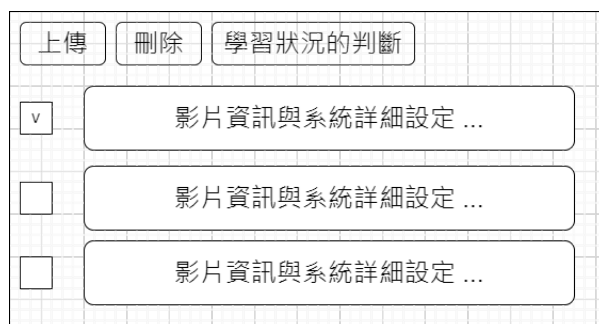 上傳 刪除 學習狀況的判斷
v 影片資訊與系統詳細設定 ...
影片資訊與系統詳細設定 ...
影片資訊與系統詳細設定 ...